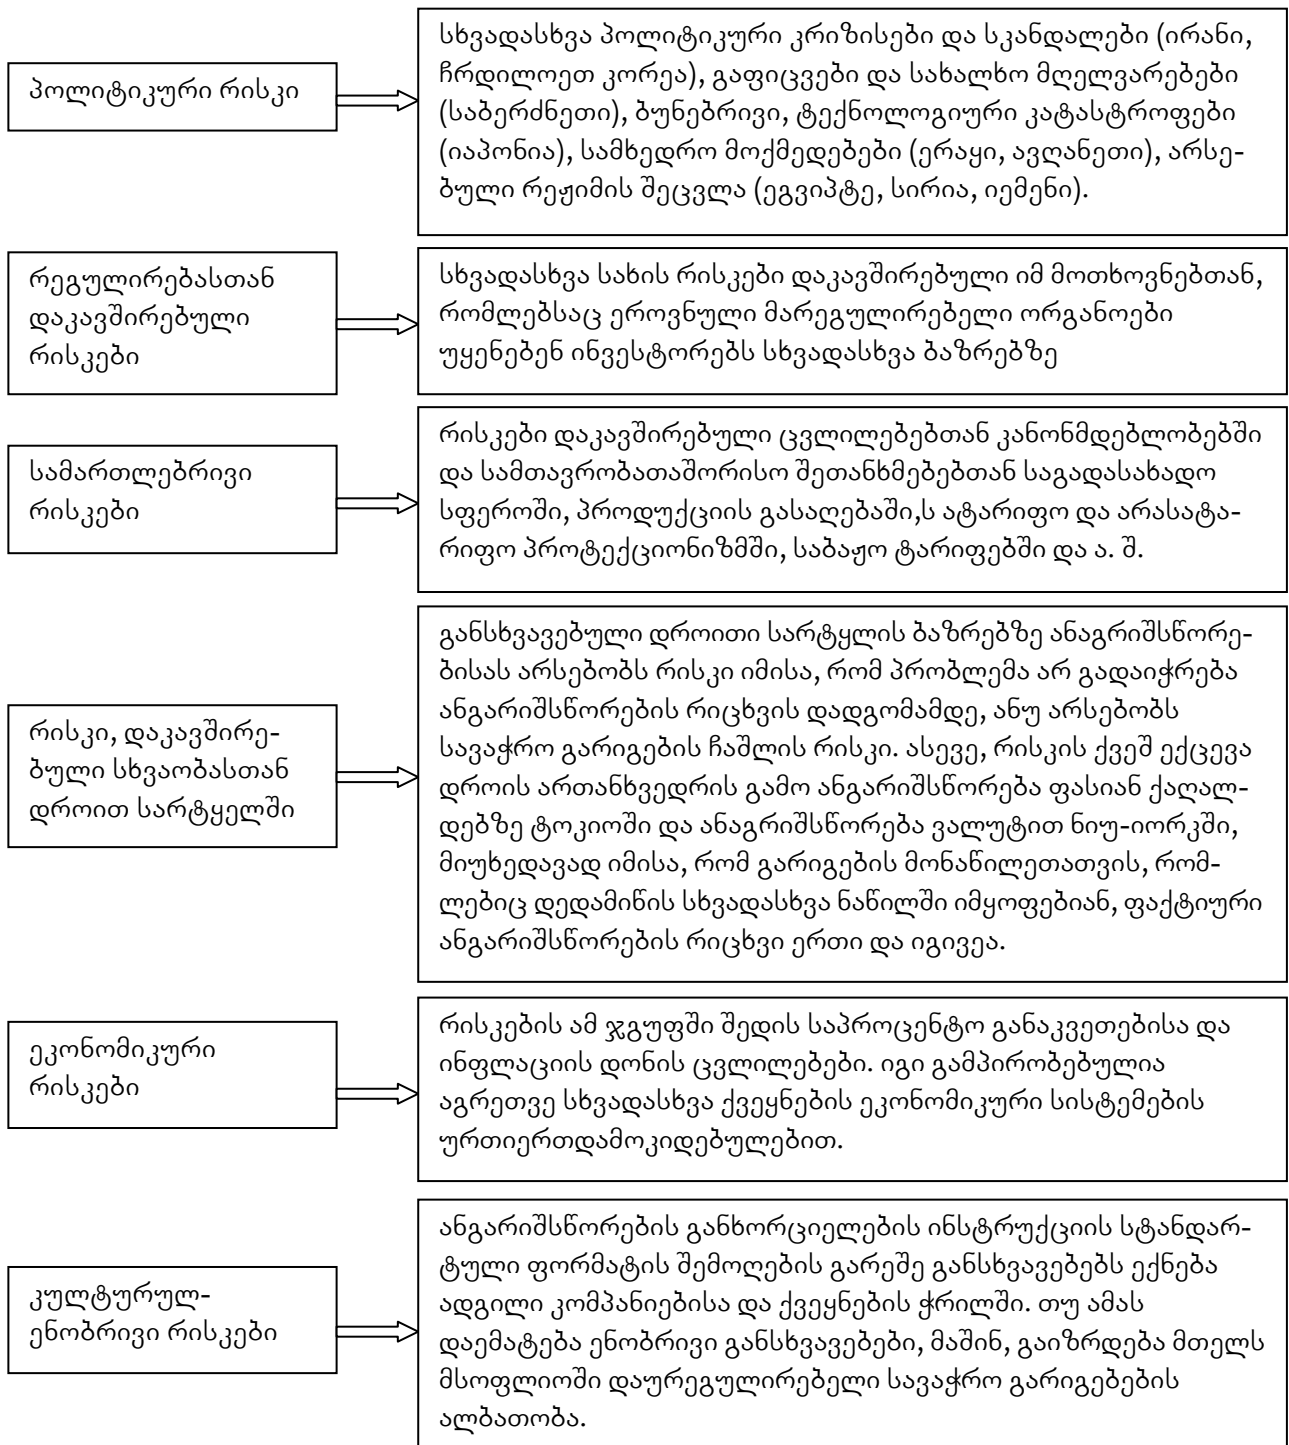 პოლიტიკური რისკი
სხვადასხვა პოლიტიკური კრიზისები და სკანდალები (ირანი,
ჩრდილოეთ კორეა), გაფიცვები და სახალხო მღელვარებები
(საბერძნეთი), ბუნებრივი, ტექნოლოგიური კატასტროფები
(იაპონია), სამხედრო მოქმედებები (ერაყი, ავღანეთი), არსე-
ბული რეჟიმის შეცვლა (ეგვიპტე, სირია, იემენი).
რეგულირებასთან
დაკავშირებული
რისკები
სხვადასხვა სახის რისკები დაკავშირებული იმ მოთხოვნებთან,
რომლებსაც ეროვნული მარეგულირებელი ორგანოები
უყენებენ ინვესტორებს სხვადასხვა ბაზრებზე
სამართლებრივი
რისკები
რისკები დაკავშირებული ცვლილებებთან კანონმდებლობებში
და სამთავრობათაშორისო შეთანხმებებთან საგადასახადო
სფეროში, პროდუქციის გასაღებაში,ს ატარიფო და არასატა-
რიფო პროტექციონიზმში, საბაჟო ტარიფებში და ა. შ.
რისკი, დაკავშირე-
ბული სხვაობასთან
დროით სარტყელში
განსხვავებული დროითი სარტყლის ბაზრებზე ანაგრიშსწორე-
ბისას არსებობს რისკი იმისა, რომ პრობლემა არ გადაიჭრება
ანგარიშსწორების რიცხვის დადგომამდე, ანუ არსებობს
სავაჭრო გარიგების ჩაშლის რისკი. ასევე, რისკის ქვეშ ექცევა
დროის ართანხვედრის გამო ანგარიშსწორება ფასიან ქაღალ-
დებზე ტოკიოში და ანაგრიშსწორება ვალუტით ნიუ-იორკში,
მიუხედავად იმისა, რომ გარიგების მონაწილეთათვის, რომ-
ლებიც დედამიწის სხვადასხვა ნაწილში იმყოფებიან, ფაქტიური
ანგარიშსწორების რიცხვი ერთი და იგივეა.
ეკონომიკური
რისკები
რისკების ამ ჯგუფში შედის საპროცენტო განაკვეთებისა და
ინფლაციის დონის ცვლილებები. იგი გამპირობებულია
აგრეთვე სხვადასხვა ქვეყნების ეკონომიკური სისტემების
ურთიერთდამოკიდებულებით.
კულტურულ-
ენობრივი რისკები
ანგარიშსწორების განხორციელების ინსტრუქციის სტანდარ-
ტული ფორმატის შემოღების გარეშე განსხვავებებს ექნება
ადგილი კომპანიებისა და ქვეყნების ჭრილში. თუ ამას
დაემატება ენობრივი განსხვავებები, მაშინ, გაიზრდება მთელს
მსოფლიოში დაურეგულირებელი სავაჭრო გარიგებების
ალბათობა.